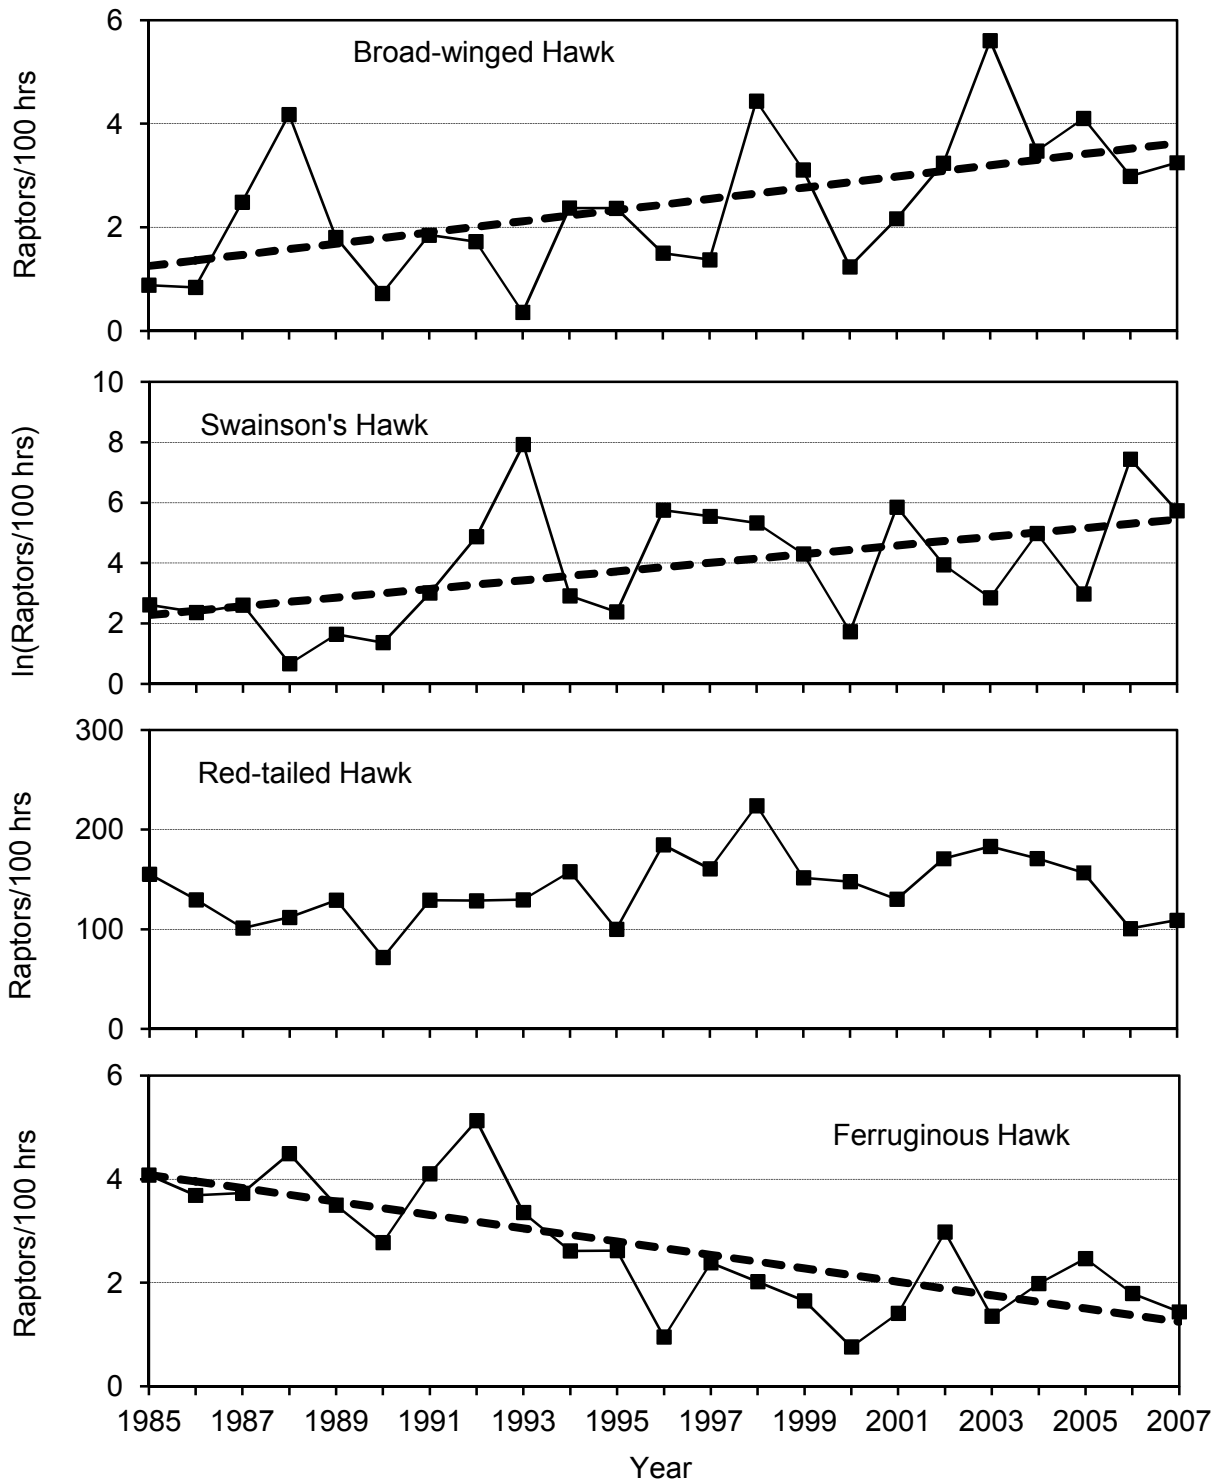 6
Broad-winged Hawk
4
2
0
Raptors/100 hrs
10
Swainson's Hawk
8
6
4
2
0
ln(Raptors/100 hrs)
300
Red-tailed Hawk
200
100
0
Raptors/100 hrs
6
Ferruginous Hawk
4
2
0
Raptors/100 hrs
1985 1987 1989 1991 1993 1995 1997 1999 2001 2003 2005 2007
Year